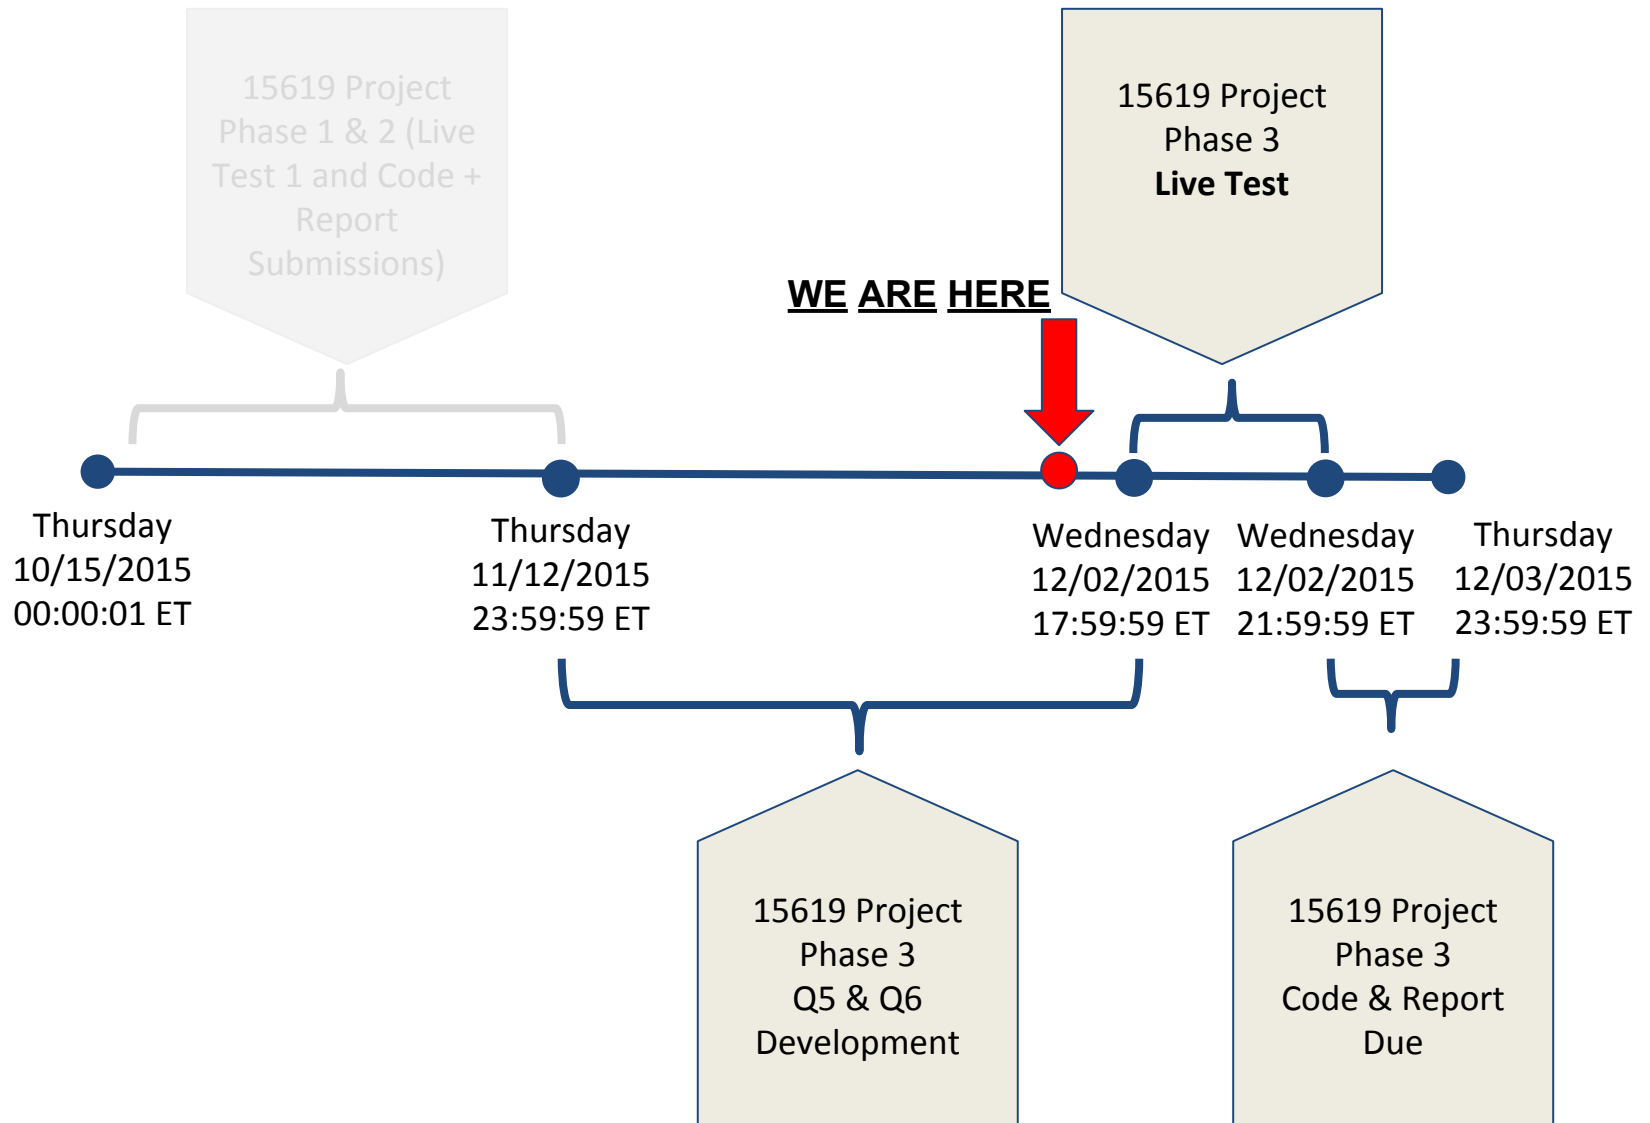 15619 Project
Phase 1 & 2 (Live
Test 1 and Code +
Report
Submissions)
15619 Project
Phase 3
Live Test
WE ARE HERE
Thursday
10/15/2015
00:00:01 ET
Thursday
11/12/2015
23:59:59 ET
Wednesday
12/02/2015
17:59:59 ET
Wednesday
12/02/2015
21:59:59 ET
Thursday
12/03/2015
23:59:59 ET
15619 Project
Phase 3
Q5 & Q6
Development
15619 Project
Phase 3
Code & Report
Due